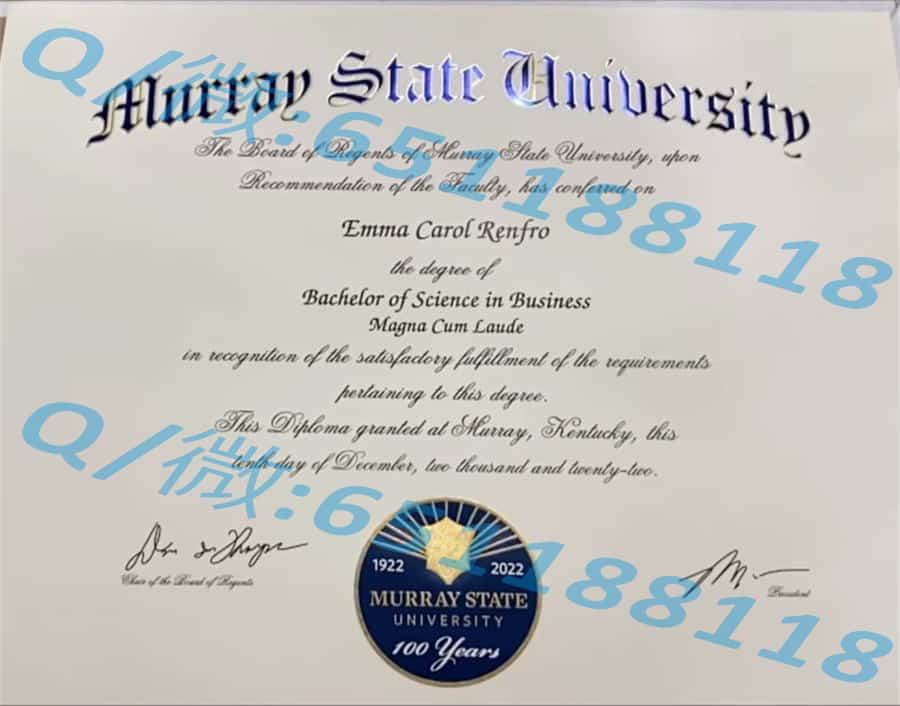 Murray State University
The Board of Regents of Murray State University, upon
Recommendation of the Faculty, has conferred on
Emma Carol Renfro
the degree of
Bachelor of Science in Business
Magna Cum Laude
in recognition of the satisfactory fulfillment of the requirements
pertaining to this degree.
This Diploma granted at Murray, Kentucky, this
tenth day of December, two thousand and twenty-two.
Chair of the Board of Regents
President
1922 2022
MURRAY STATE
UNIVERSITY
100 Years
Q/微:651188118
Q/微:651188118